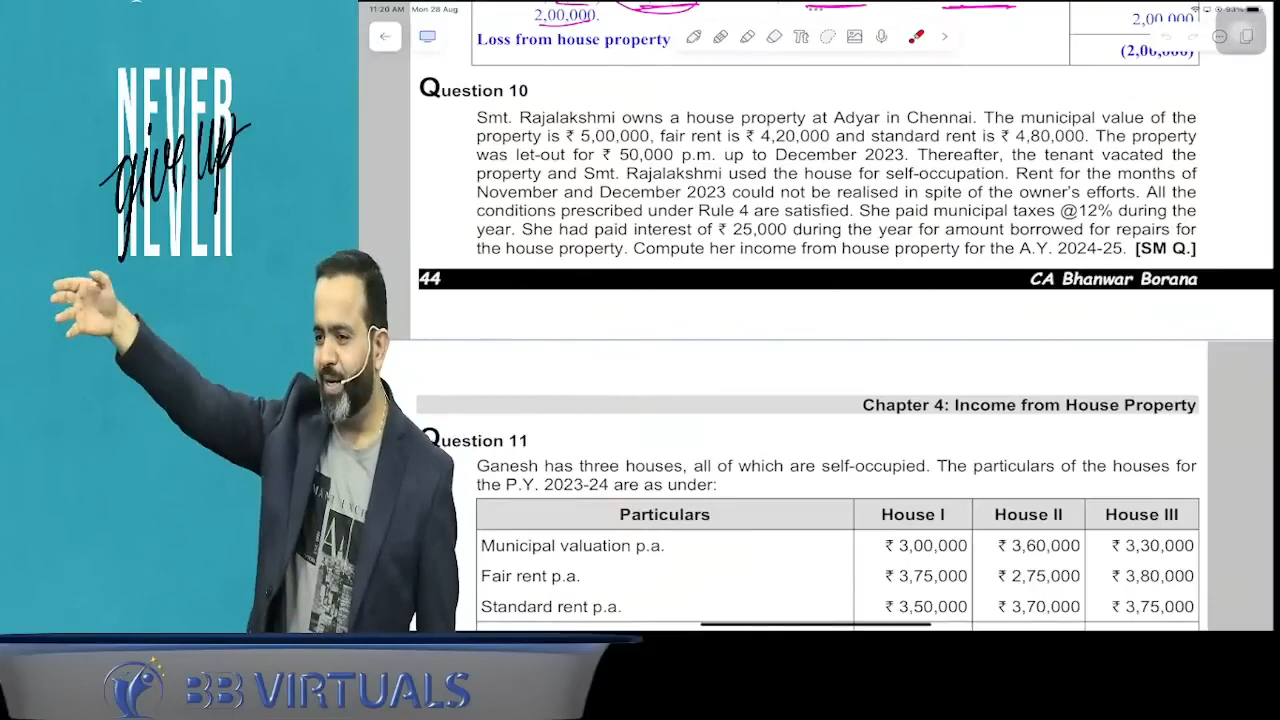 11:20 AM Mon 28 Aug
93%
2,00,000.
2,00,000
Loss from house property
(2,00,000)
NEVER
give up
NEVER
Question 10
Smt. Rajalakshmi owns a house property at Adyar in Chennai. The municipal value of the
property is ₹ 5,00,000, fair rent is ₹ 4,20,000 and standard rent is ₹ 4,80,000. The property
was let-out for ₹ 50,000 p.m. up to December 2023. Thereafter, the tenant vacated the
property and Smt. Rajalakshmi used the house for self-occupation. Rent for the months of
November and December 2023 could not be realised in spite of the owner's efforts. All the
conditions prescribed under Rule 4 are satisfied. She paid municipal taxes @12% during the
year. She had paid interest of ₹ 25,000 during the year for amount borrowed for repairs for
the house property. Compute her income from house property for the A.Y. 2024-25. [SM Q.]
44 CA Bhanwar Borana
Chapter 4: Income from House Property
Question 11
Ganesh has three houses, all of which are self-occupied. The particulars of the houses for
the P.Y. 2023-24 are as under:
Particulars House I House II House III
Municipal valuation p.a. ₹ 3,00,000 ₹ 3,60,000 ₹ 3,30,000
Fair rent p.a. ₹ 3,75,000 ₹ 2,75,000 ₹ 3,80,000
Standard rent p.a. ₹ 3,50,000 ₹ 3,70,000 ₹ 3,75,000
BB VIRTUALS